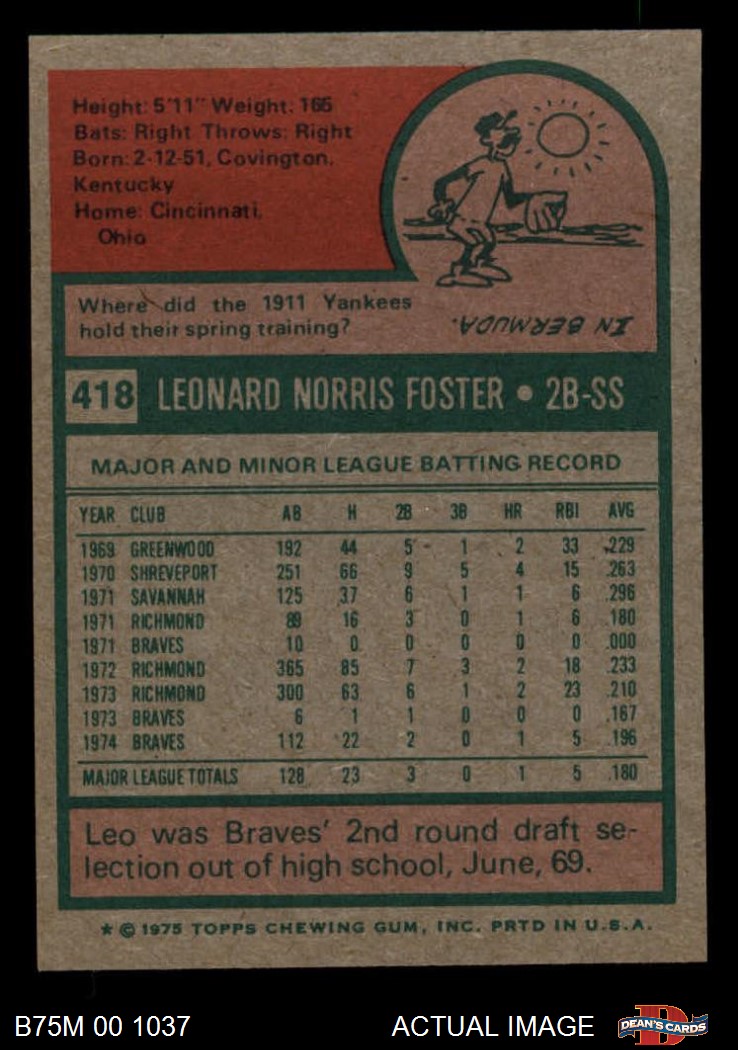 Height: 5'11" Weight: 165
Bats: Right Throws: Right
Born: 2-12-51, Covington,
Kentucky
Home: Cincinnati,
Ohio
Where did the 1911 Yankees
hold their spring training?
IN BERMUDA.
418 LEONARD NORRIS FOSTER • 2B-SS
MAJOR AND MINOR LEAGUE BATTING RECORD
YEAR CLUB AB H 2B 3B HR RBI AVG
1969 GREENWOOD 192 44 5 1 2 33 .229
1970 SHREVEPORT 251 66 9 5 4 15 .263
1971 SAVANNAH 125 37 6 1 1 6 .296
1971 RICHMOND 89 16 3 0 1 6 .180
1971 BRAVES 10 0 0 0 0 0 .000
1972 RICHMOND 365 85 7 3 2 18 .233
1973 RICHMOND 300 63 6 1 2 23 .210
1973 BRAVES 6 1 1 0 0 0 .167
1974 BRAVES 112 22 2 0 1 5 .196
MAJOR LEAGUE TOTALS 128 23 3 0 1 5 .180
Leo was Braves' 2nd round draft se-
lection out of high school, June, 69.
* © 1975 TOPPS CHEWING GUM, INC. PRTD IN U.S.A.
B75M 00 1037 ACTUAL IMAGE DEAN'S CARDS